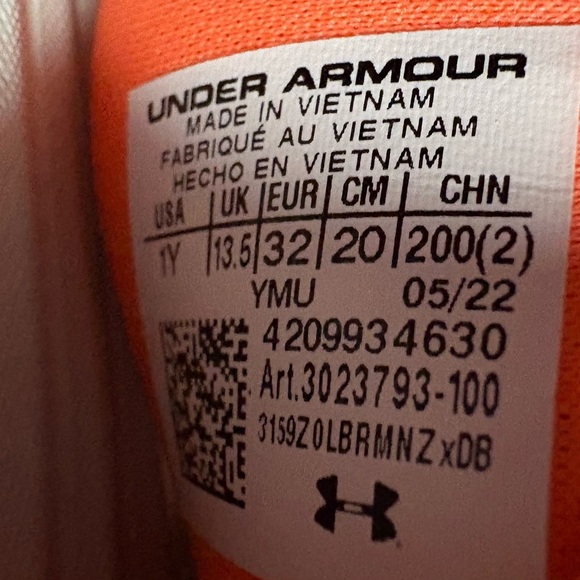 UNDER ARMOUR
MADE IN VIETNAM
FABRIQUÉ AU VIETNAM
HECHO EN VIETNAM
USA UK EUR CM CHN
1Y 13.5 32 20 200(2)
YMU 05/22
4209934630
Art.3023793-100
3159Z0LBRMNZxDB